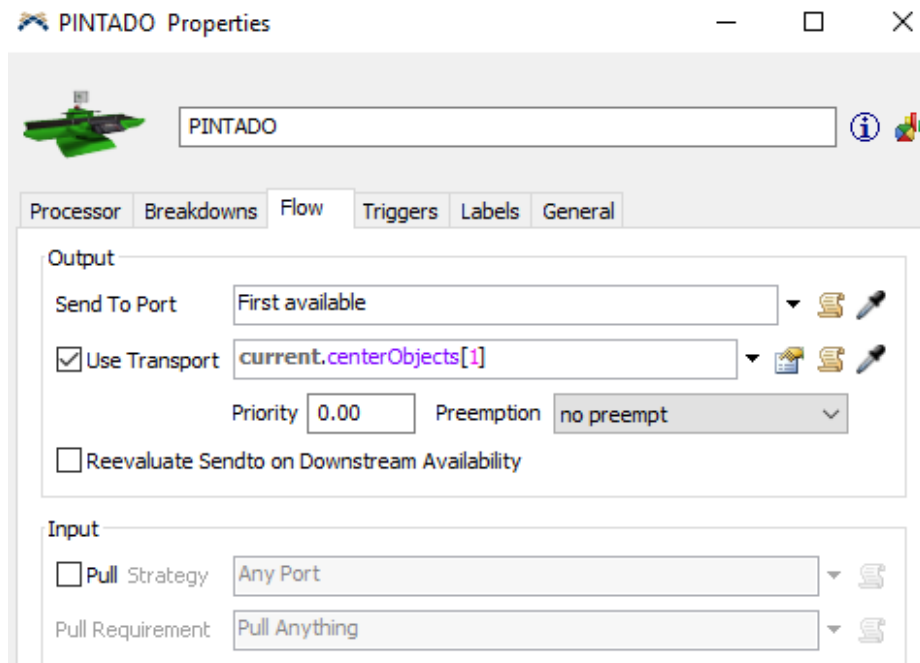 PINTADO Properties
PINTADO
Processor Breakdowns Flow Triggers Labels General
Output
Send To Port First available
Use Transport current.centerObjects[1]
Priority 0.00 Preemption no preempt
Reevaluate Sendto on Downstream Availability
Input
Pull Strategy Any Port
Pull Requirement Pull Anything